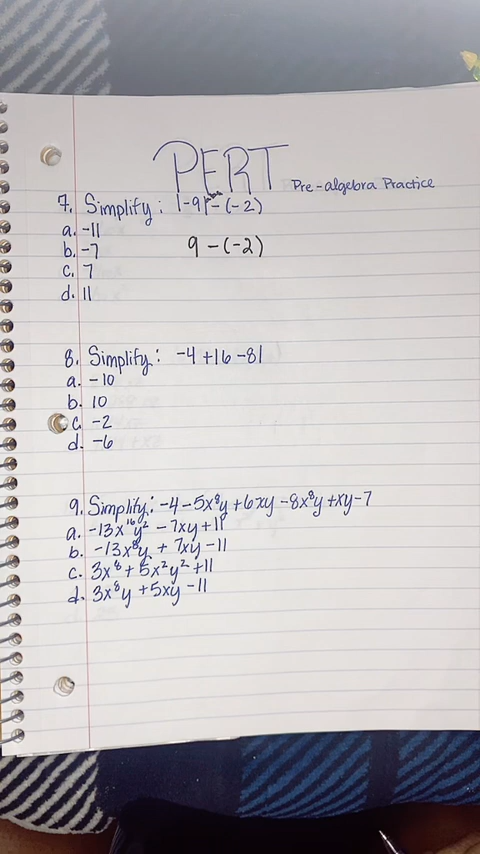 PERT Pre-algebra Practice
7. Simplify: |-9|-(-2)
a. -11
b. -7 9-(-2)
c. 7
d. 11
8. Simplify: -4+|6-8|
a. -10
b. 10
c. -2
d. -6
9. Simplify: -4-5x⁸y+6xy-8x⁸y+xy-7
a. -13x¹⁶y²-7xy+11
b. -13x⁸y+7xy-11
c. 3x⁸+5x²y²+11
d. 3x⁸y+5xy-11